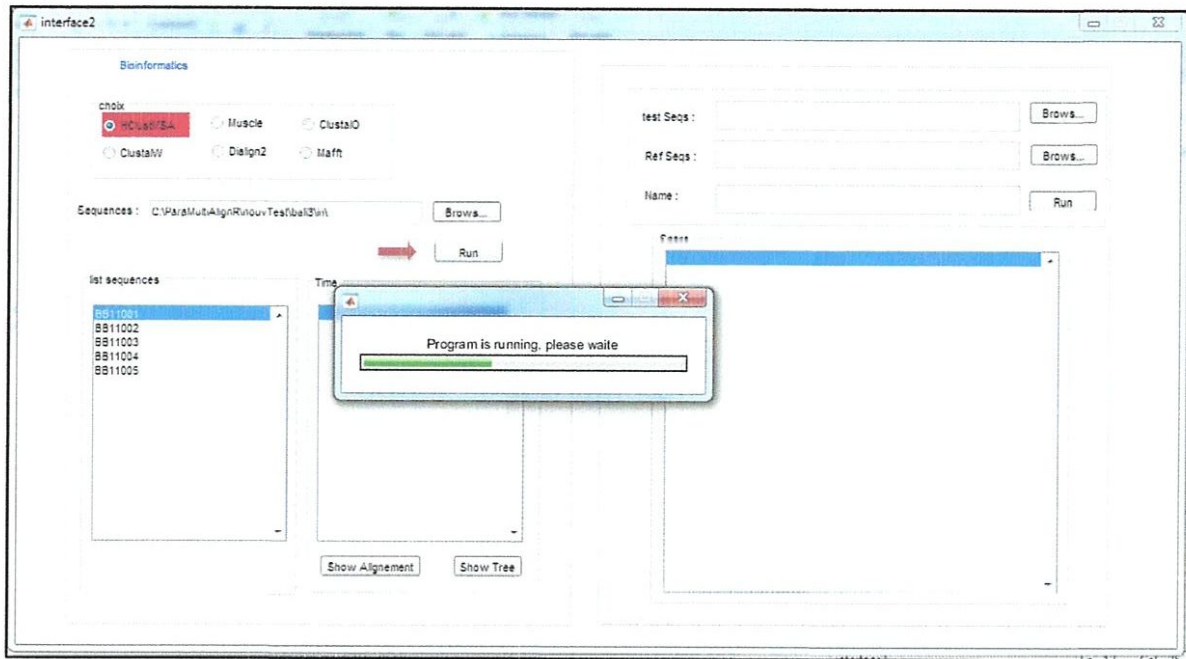 interface2
Bioinformatics
choix
HClustMSA Muscle ClustalO
ClustalW Dialign2 Mafft
Sequences : Brows...
Run
list sequences
BB11001
BB11002
BB11003
BB11004
BB11005
Time
Program is running, please waite
Show Alignement Show Tree
test Seqs : Brows...
Ref Seqs : Brows...
Name : Run